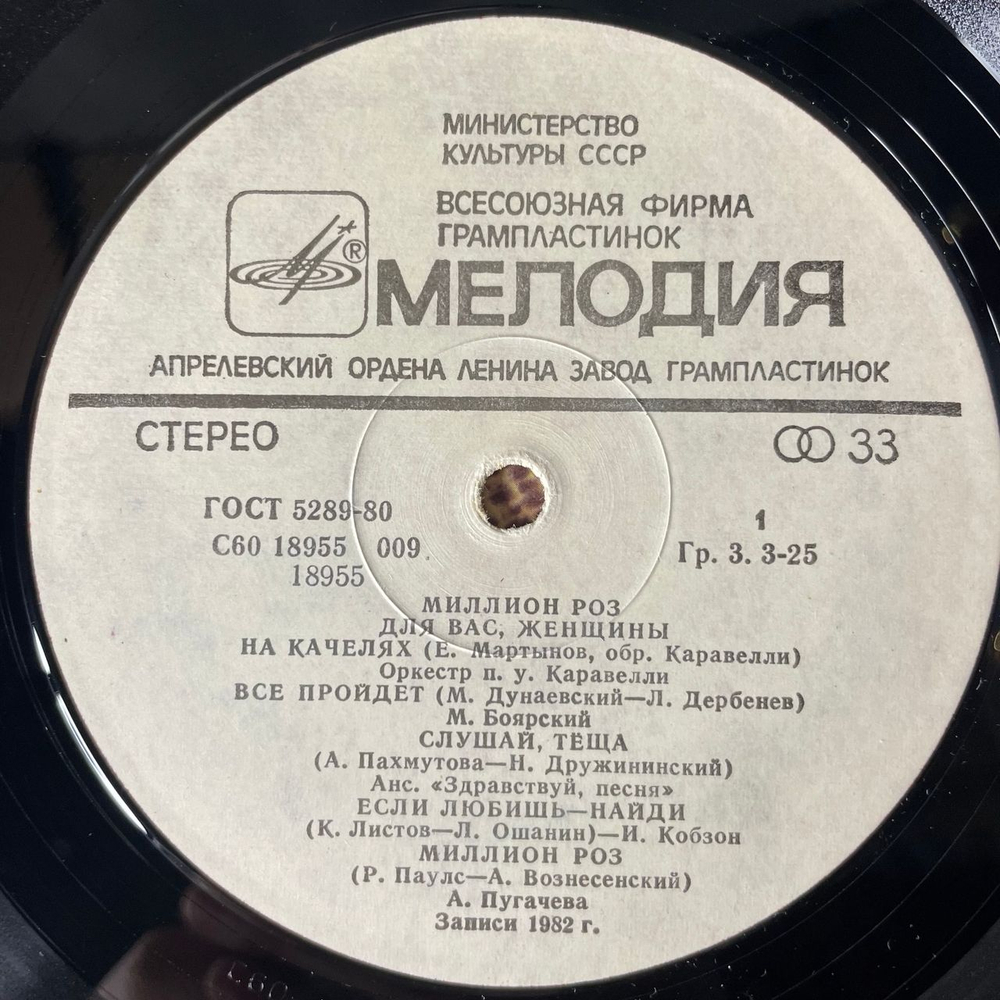 МИНИСТЕРСТВО
КУЛЬТУРЫ СССР
ВСЕСОЮЗНАЯ ФИРМА
ГРАМПЛАСТИНОК
®
МЕЛОДИЯ
АПРЕЛЕВСКИЙ ОРДЕНА ЛЕНИНА ЗАВОД ГРАМПЛАСТИНОК
СТЕРЕО 33
ГОСТ 5289-80 1
С60 18955 009 Гр. 3. 3-25
18955
МИЛЛИОН РОЗ
ДЛЯ ВАС, ЖЕНЩИНЫ
НА КАЧЕЛЯХ (Е. Мартынов, обр. Каравелли)
Оркестр п. у. Каравелли
ВСЕ ПРОЙДЕТ (М. Дунаевский—Л. Дербенев)
М. Боярский
СЛУШАЙ, ТЁЩА
(А. Пахмутова—Н. Дружининский)
Анс. «Здравствуй, песня»
ЕСЛИ ЛЮБИШЬ—НАЙДИ
(К. Листов—Л. Ошанин)—И. Кобзон
МИЛЛИОН РОЗ
(Р. Паулс—А. Вознесенский)
А. Пугачева
Записи 1982 г.